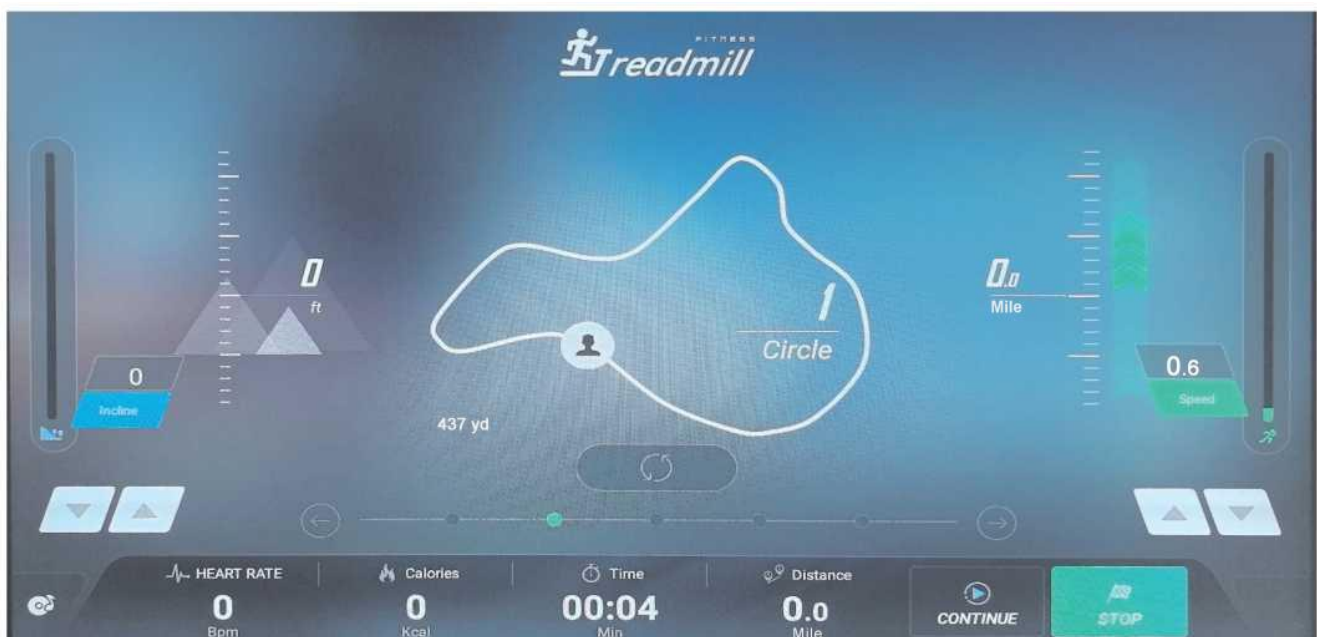 FITNESS
Treadmill
0
ft
0.0
Mile
1
Circle
0
Incline
0.6
Speed
437 yd
HEART RATE
0
Bpm
Calories
0
Kcal
Time
00:04
Min
Distance
0.0
Mile
CONTINUE
STOP